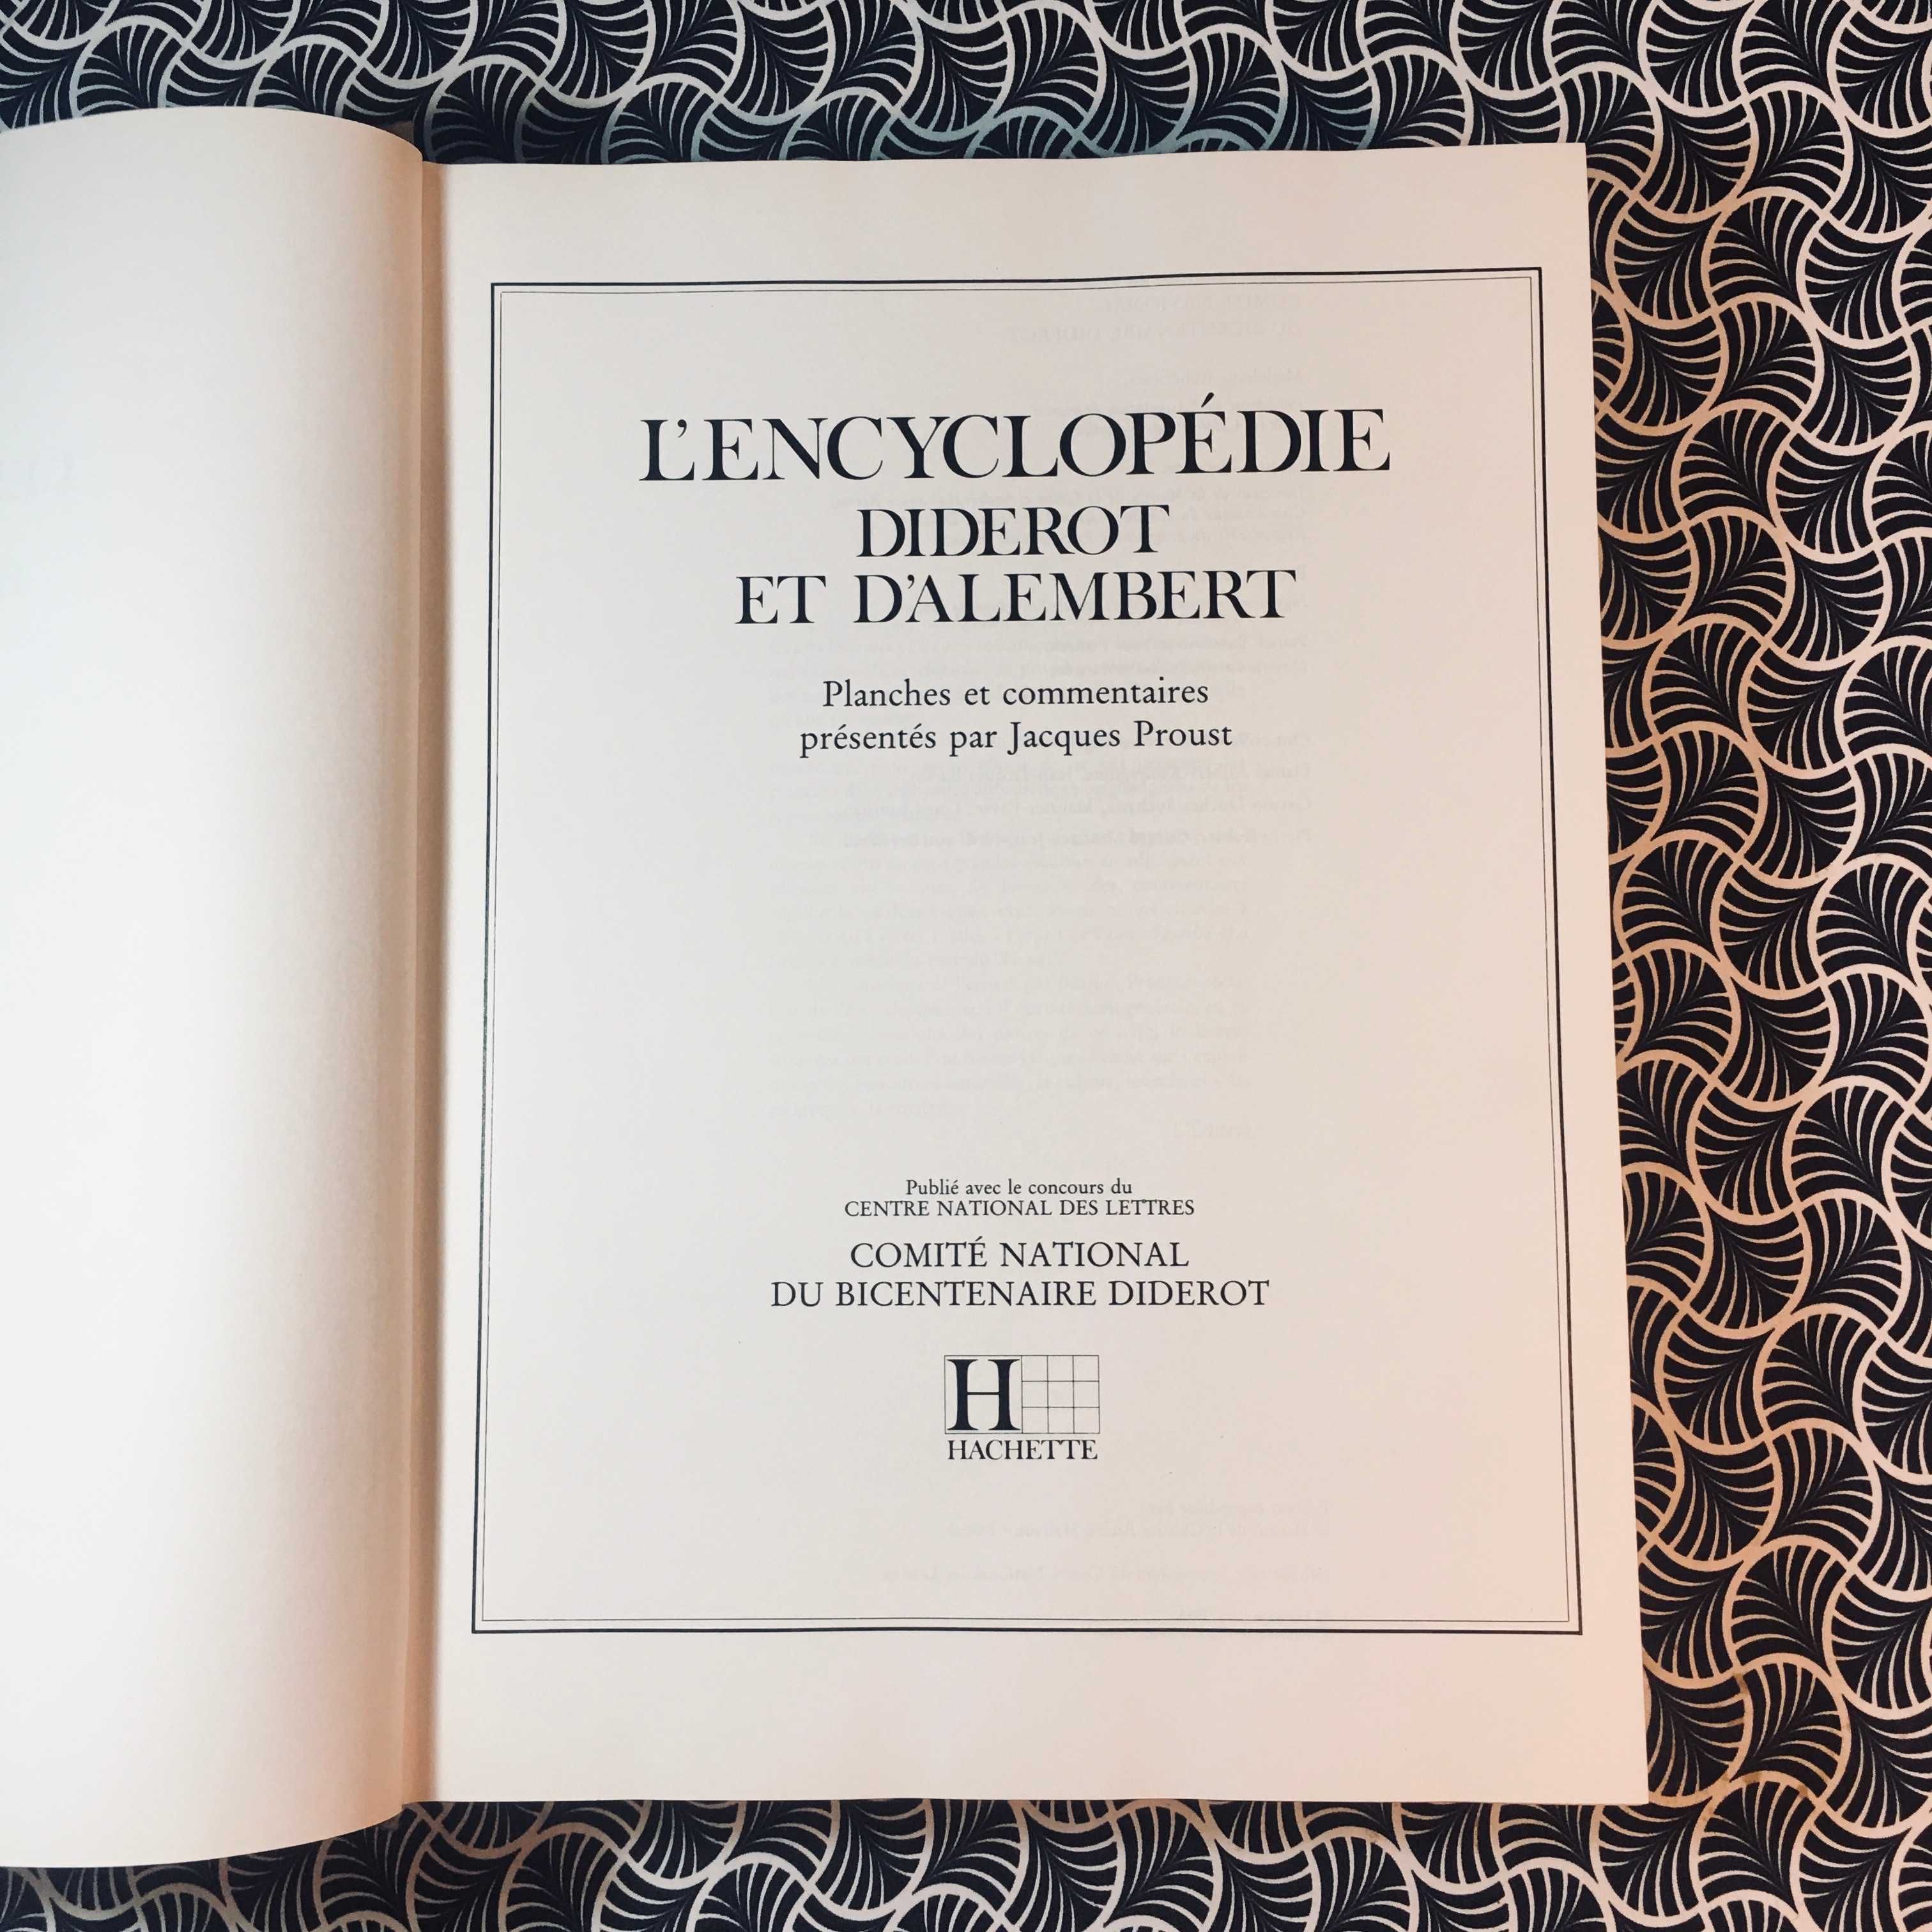 L'ENCYCLOPÉDIE
DIDEROT
ET D'ALEMBERT
Planches et commentaires
présentés par Jacques Proust
Publié avec le concours du
CENTRE NATIONAL DES LETTRES
COMITÉ NATIONAL
DU BICENTENAIRE DIDEROT
H
HACHETTE